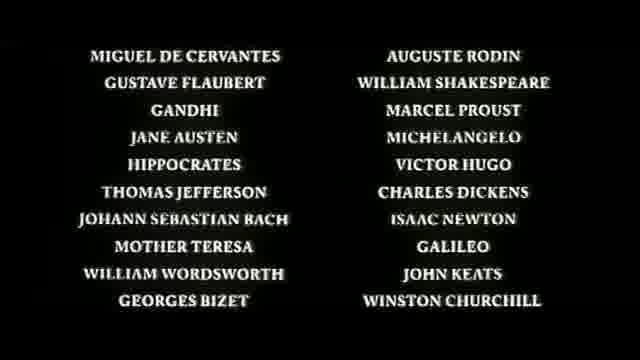 MIGUEL DE CERVANTES
GUSTAVE FLAUBERT
GANDHI
JANE AUSTEN
HIPPOCRATES
THOMAS JEFFERSON
JOHANN SEBASTIAN BACH
MOTHER TERESA
WILLIAM WORDSWORTH
GEORGES BIZET
AUGUSTE RODIN
WILLIAM SHAKESPEARE
MARCEL PROUST
MICHELANGELO
VICTOR HUGO
CHARLES DICKENS
ISAAC NEWTON
GALILEO
JOHN KEATS
WINSTON CHURCHILL